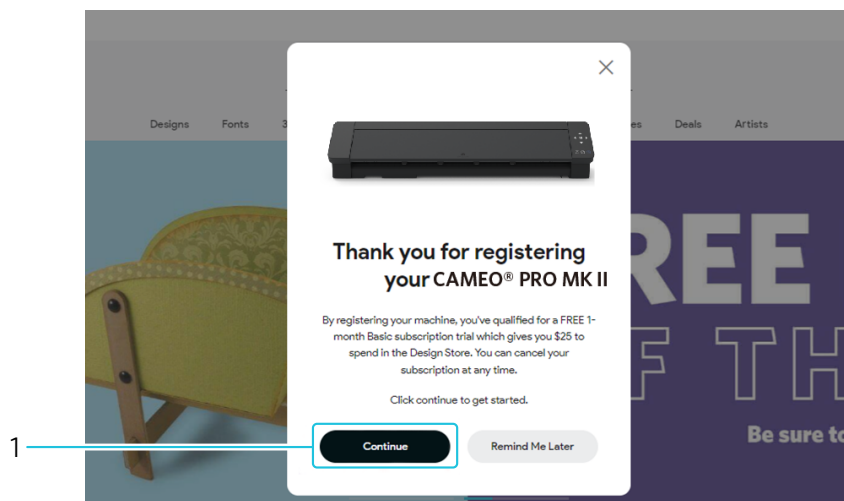 Designs Fonts 3 es Deals Artists
Thank you for registering
your CAMEO® PRO MK II
By registering your machine, you've qualified for a FREE 1-
month Basic subscription trial which gives you $25 to
spend in the Design Store. You can cancel your
subscription at any time.
Click continue to get started.
Continue Remind Me Later
1
REE
F TH
Be sure to